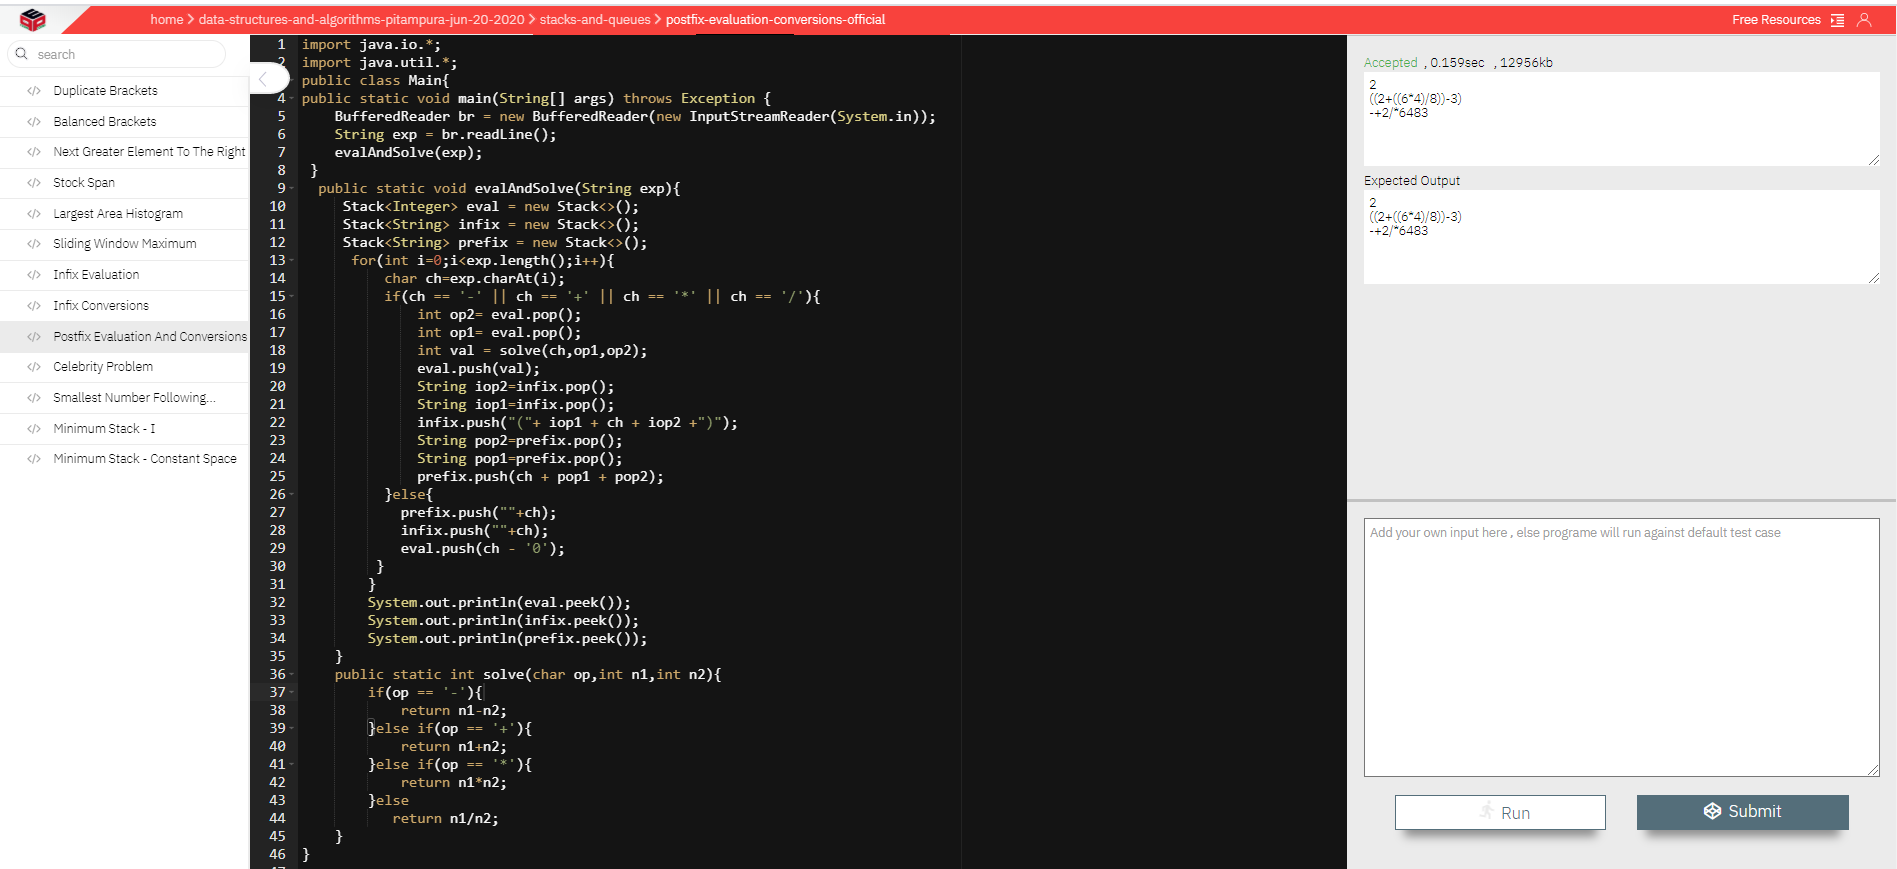 home > data-structures-and-algorithms-pitampura-jun-20-2020 > stacks-and-queues > postfix-evaluation-conversions-official
Free Resources
search
</> Duplicate Brackets
</> Balanced Brackets
</> Next Greater Element To The Right
</> Stock Span
</> Largest Area Histogram
</> Sliding Window Maximum
</> Infix Evaluation
</> Infix Conversions
</> Postfix Evaluation And Conversions
</> Celebrity Problem
</> Smallest Number Following...
</> Minimum Stack - I
</> Minimum Stack - Constant Space
1 import java.io.*;
2 import java.util.*;
public class Main{
4 public static void main(String[] args) throws Exception {
5 BufferedReader br = new BufferedReader(new InputStreamReader(System.in));
6 String exp = br.readLine();
7 evalAndSolve(exp);
8 }
9 public static void evalAndSolve(String exp){
10 Stack<Integer> eval = new Stack<>();
11 Stack<String> infix = new Stack<>();
12 Stack<String> prefix = new Stack<>();
13 for(int i=0;i<exp.length();i++){
14 char ch=exp.charAt(i);
15 if(ch == '-' || ch == '+' || ch == '*' || ch == '/'){
16 int op2= eval.pop();
17 int op1= eval.pop();
18 int val = solve(ch,op1,op2);
19 eval.push(val);
20 String iop2=infix.pop();
21 String iop1=infix.pop();
22 infix.push("("+ iop1 + ch + iop2 +")");
23 String pop2=prefix.pop();
24 String pop1=prefix.pop();
25 prefix.push(ch + pop1 + pop2);
26 }else{
27 prefix.push(""+ch);
28 infix.push(""+ch);
29 eval.push(ch - '0');
30 }
31 }
32 System.out.println(eval.peek());
33 System.out.println(infix.peek());
34 System.out.println(prefix.peek());
35 }
36 public static int solve(char op,int n1,int n2){
37 if(op == '-'){
38 return n1-n2;
39 }else if(op == '+'){
40 return n1+n2;
41 }else if(op == '*'){
42 return n1*n2;
43 }else
44 return n1/n2;
45 }
46 }
Accepted , 0.159sec , 12956kb
2
((2+((6*4)/8))-3)
-+2/*6483
Expected Output
2
((2+((6*4)/8))-3)
-+2/*6483
Add your own input here , else programe will run against default test case
Run
Submit